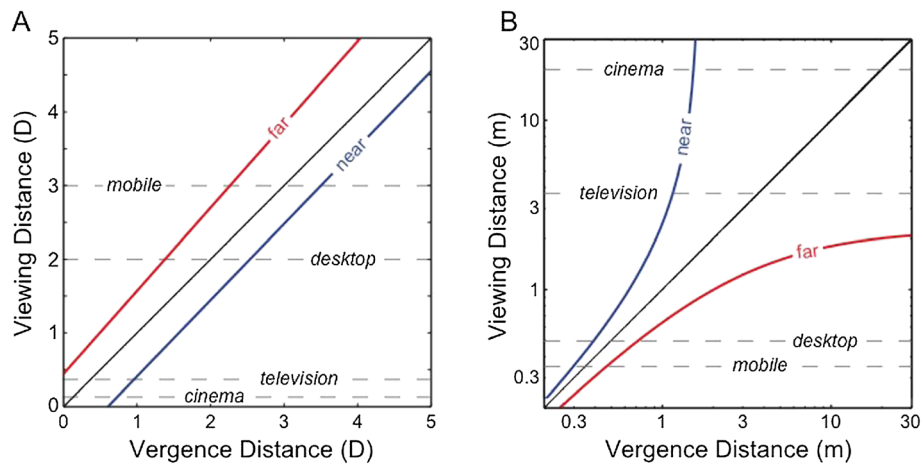 A
B
5
4
3
2
1
0
Viewing Distance (D)
far
near
mobile
desktop
television
cinema
0 1 2 3 4 5
Vergence Distance (D)
30
10
3
1
0.3
Viewing Distance (m)
cinema
near
television
far
desktop
mobile
0.3 1 3 10 30
Vergence Distance (m)